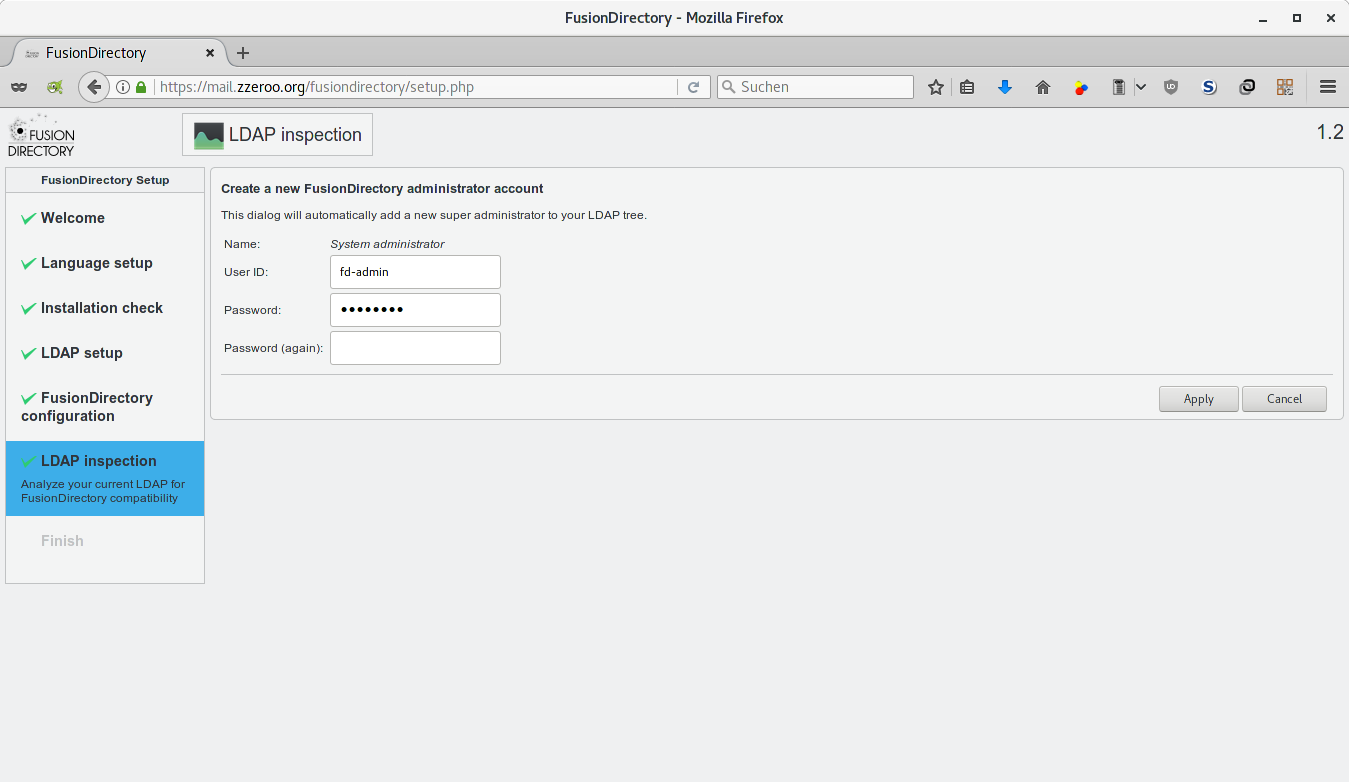 FusionDirectory - Mozilla Firefox
FusionDirectory
https://mail.zzeroo.org/fusiondirectory/setup.php
Suchen
FUSION
DIRECTORY
LDAP inspection
1.2
FusionDirectory Setup
Welcome
Language setup
Installation check
LDAP setup
FusionDirectory
configuration
LDAP inspection
Analyze your current LDAP for
FusionDirectory compatibility
Finish
Create a new FusionDirectory administrator account
This dialog will automatically add a new super administrator to your LDAP tree.
Name: System administrator
User ID: fd-admin
Password: ••••••••
Password (again):
Apply Cancel